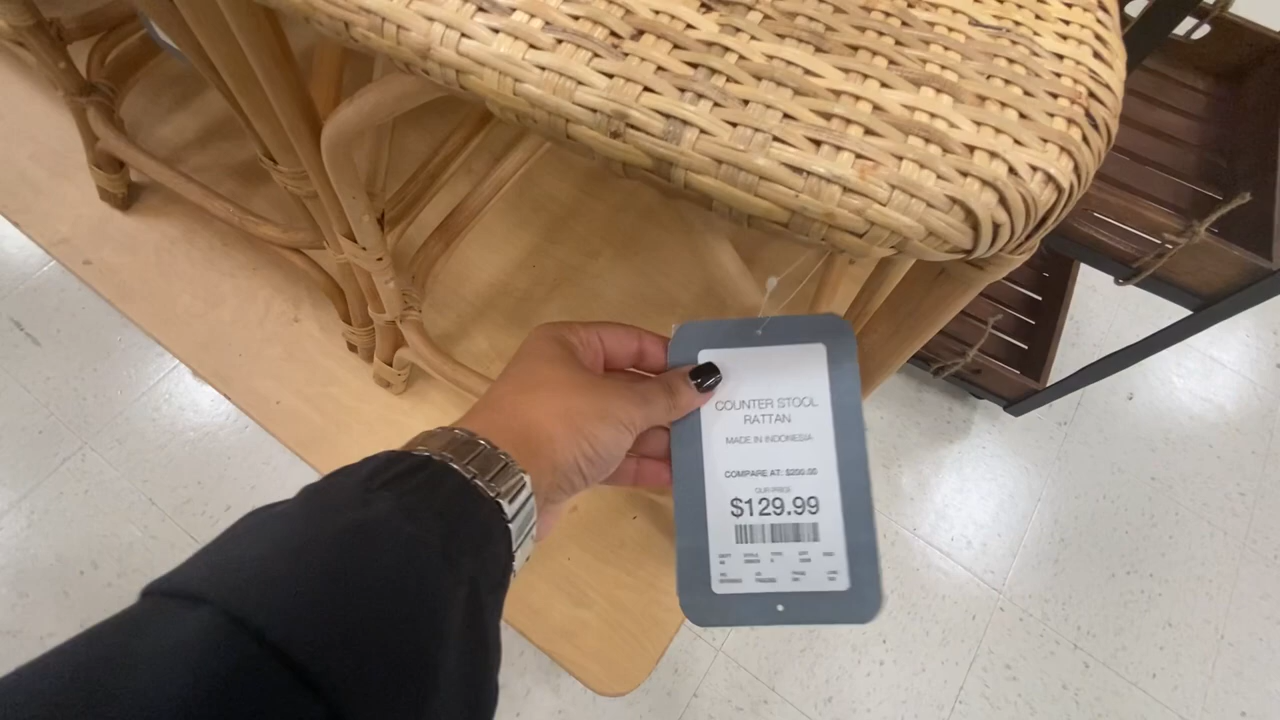 COUNTER STOOL
RATTAN
MADE IN INDONESIA
COMPARE AT: $200.00
OUR PRICE
$129.99